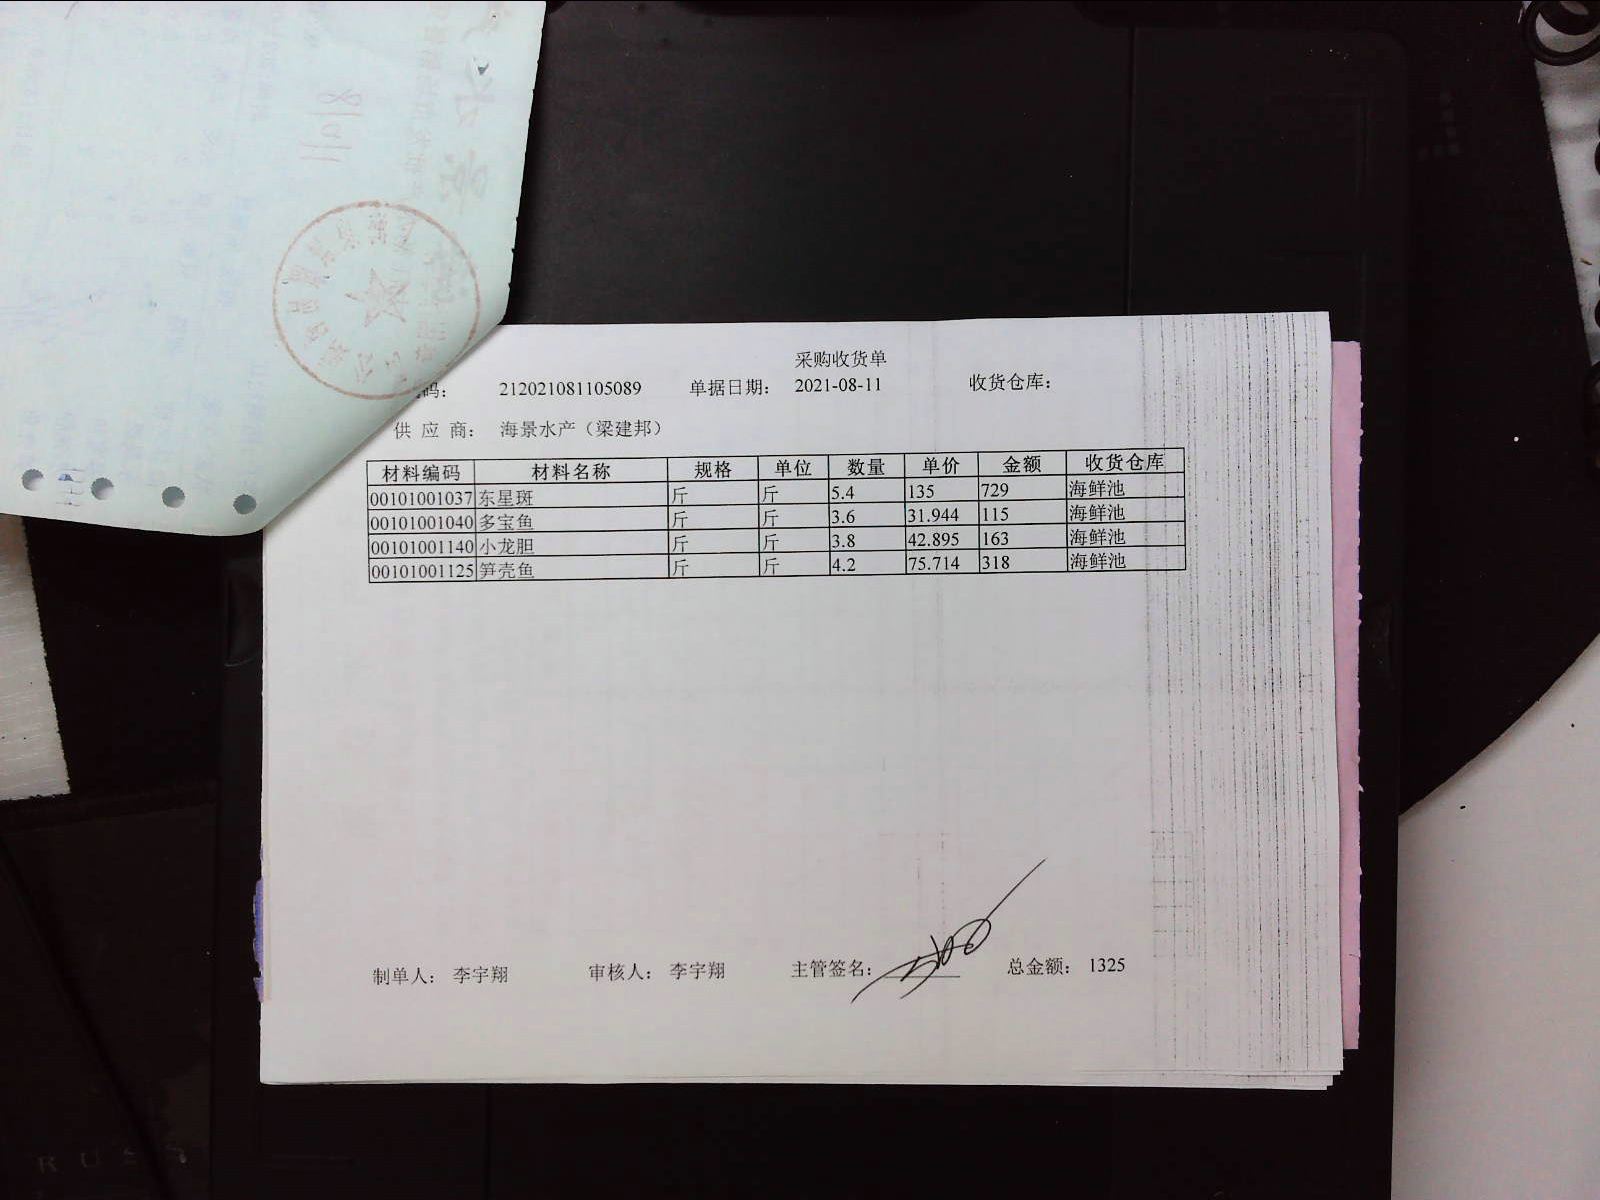 采购收货单
码： 212021081105089 单据日期： 2021-08-11 收货仓库：
供 应 商： 海景水产（梁建邦）
材料编码 材料名称 规格 单位 数量 单价 金额 收货仓库
00101001037 东星斑 斤 斤 5.4 135 729 海鲜池
00101001040 多宝鱼 斤 斤 3.6 31.944 115 海鲜池
00101001140 小龙胆 斤 斤 3.8 42.895 163 海鲜池
00101001125 笋壳鱼 斤 斤 4.2 75.714 318 海鲜池
制单人： 李宇翔 审核人： 李宇翔 主管签名： 总金额： 1325